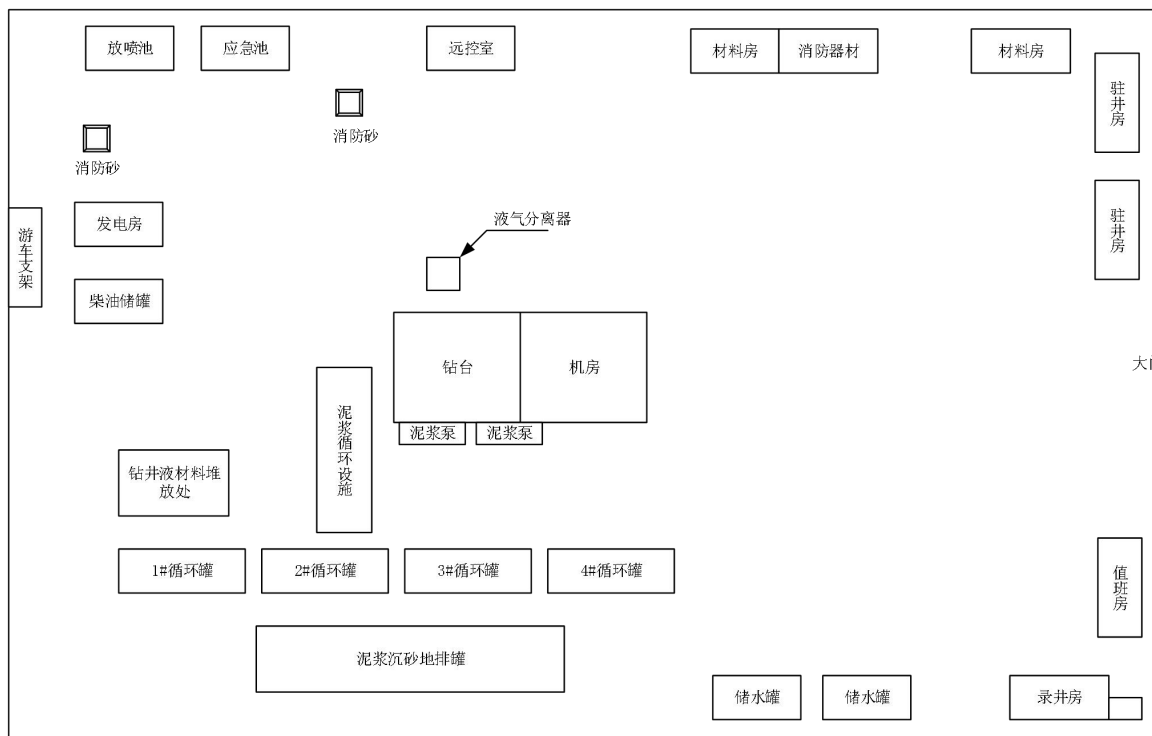 放喷池
应急池
远控室
材料房
消防器材
材料房
驻井房
消防砂
消防砂
发电房
游车支架
液气分离器
驻井房
柴油储罐
钻台
机房
大门
泥浆泵
泥浆泵
泥浆循环设施
钻井液材料堆
放处
1#循环罐
2#循环罐
3#循环罐
4#循环罐
值班房
泥浆沉砂地排罐
储水罐
储水罐
录井房